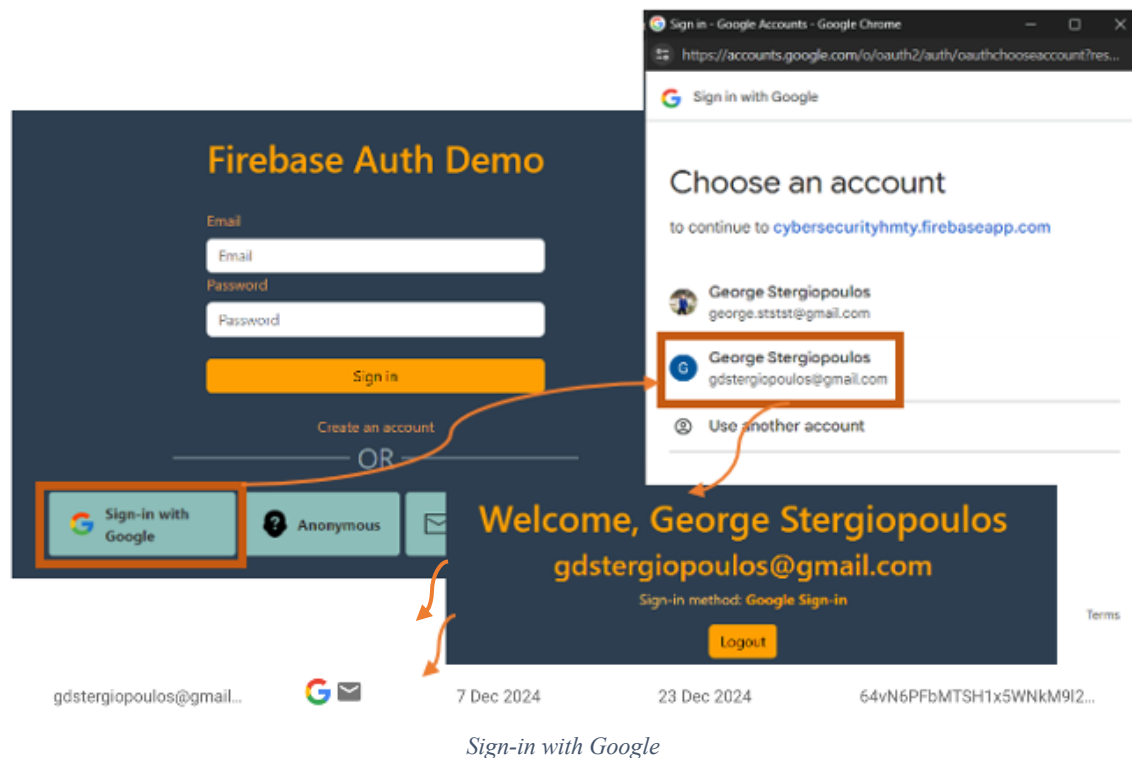 Sign in - Google Accounts - Google Chrome
https://accounts.google.com/o/oauth2/auth/oauthchooseaccount?res...
Sign in with Google
Choose an account
to continue to cybersecurityhmty.firebaseapp.com
George Stergiopoulos
george.ststst@gmail.com
George Stergiopoulos
gdstergiopoulos@gmail.com
Use another account
Terms
Firebase Auth Demo
Email
Email
Password
Password
Sign in
Create an account
OR
Sign-in with
Google
Anonymous
Welcome, George Stergiopoulos
gdstergiopoulos@gmail.com
Sign-in method: Google Sign-in
Logout
gdstergiopoulos@gmail... 7 Dec 2024 23 Dec 2024 64vN6PFbMTSH1x5WNkM9l2...
Sign-in with Google